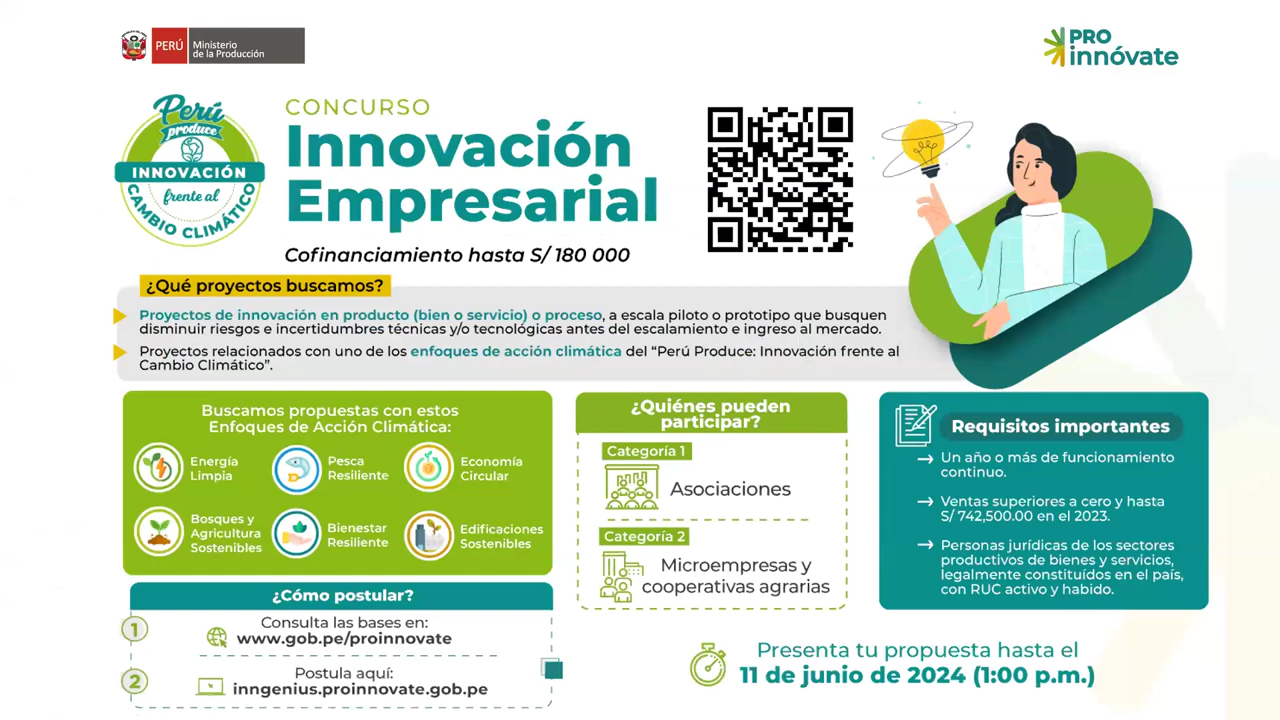 PERÚ
Ministerio
de la Producción
PRO
innóvate
Perú
produce
INNOVACIÓN
frente al
CAMBIO CLIMÁTICO
CONCURSO
Innovación
Empresarial
Cofinanciamiento hasta S/ 180 000
¿Qué proyectos buscamos?
Proyectos de innovación en producto (bien o servicio) o proceso, a escala piloto o prototipo que busquen
disminuir riesgos e incertidumbres técnicas y/o tecnológicas antes del escalamiento e ingreso al mercado.
Proyectos relacionados con uno de los enfoques de acción climática del “Perú Produce: Innovación frente al
Cambio Climático”.
Buscamos propuestas con estos
Enfoques de Acción Climática:
Energía
Limpia
Pesca
Resiliente
Economía
Circular
Bosques y
Agricultura
Sostenibles
Bienestar
Resiliente
Edificaciones
Sostenibles
¿Cómo postular?
1
Consulta las bases en:
www.gob.pe/proinnovate
2
Postula aquí:
inngenius.proinnovate.gob.pe
¿Quiénes pueden
participar?
Categoría 1
Asociaciones
Categoría 2
Microempresas y
cooperativas agrarias
Requisitos importantes
Un año o más de funcionamiento
continuo.
Ventas superiores a cero y hasta
S/ 742,500.00 en el 2023.
Personas jurídicas de los sectores
productivos de bienes y servicios,
legalmente constituídos en el país,
con RUC activo y habido.
Presenta tu propuesta hasta el
11 de junio de 2024 (1:00 p.m.)